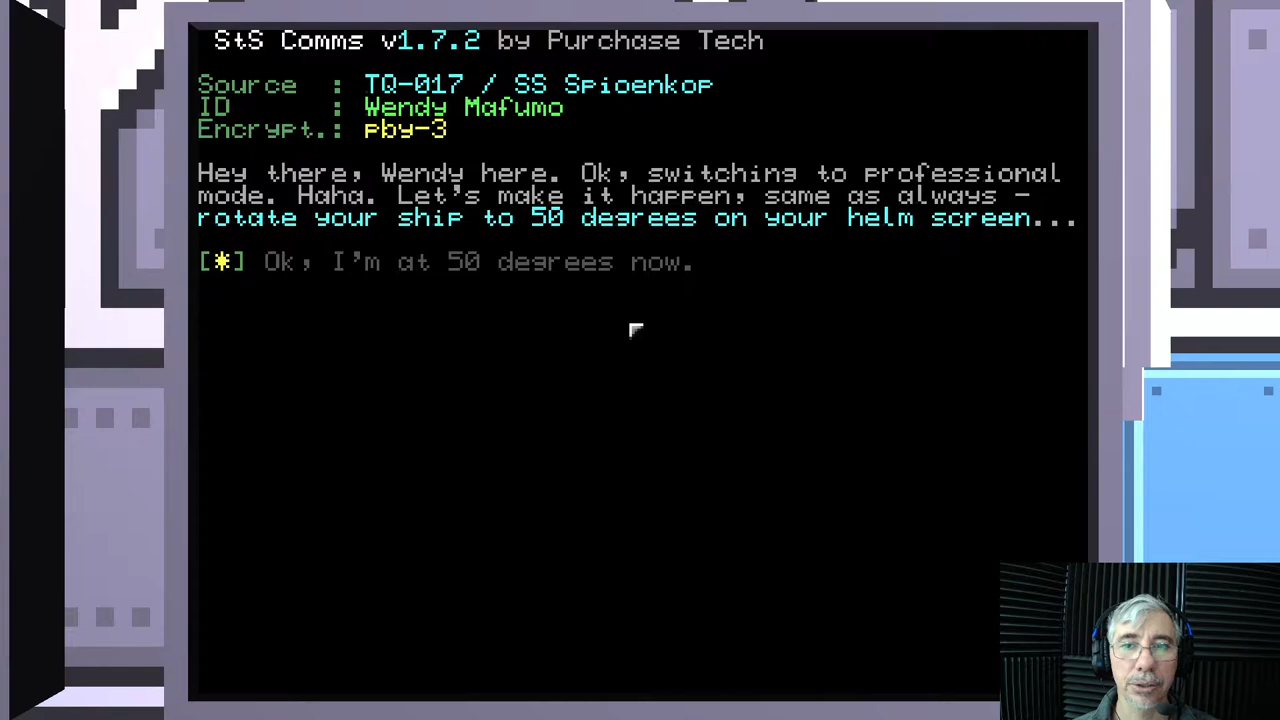 StS Comms v1.7.2 by Purchase Tech
Source : TQ-017 / SS Spioenkop
ID : Wendy Mafumo
Encrypt.: pby-3
Hey there, Wendy here. Ok, switching to professional
mode. Haha. Let's make it happen, same as always -
rotate your ship to 50 degrees on your helm screen...
[*] Ok, I'm at 50 degrees now.